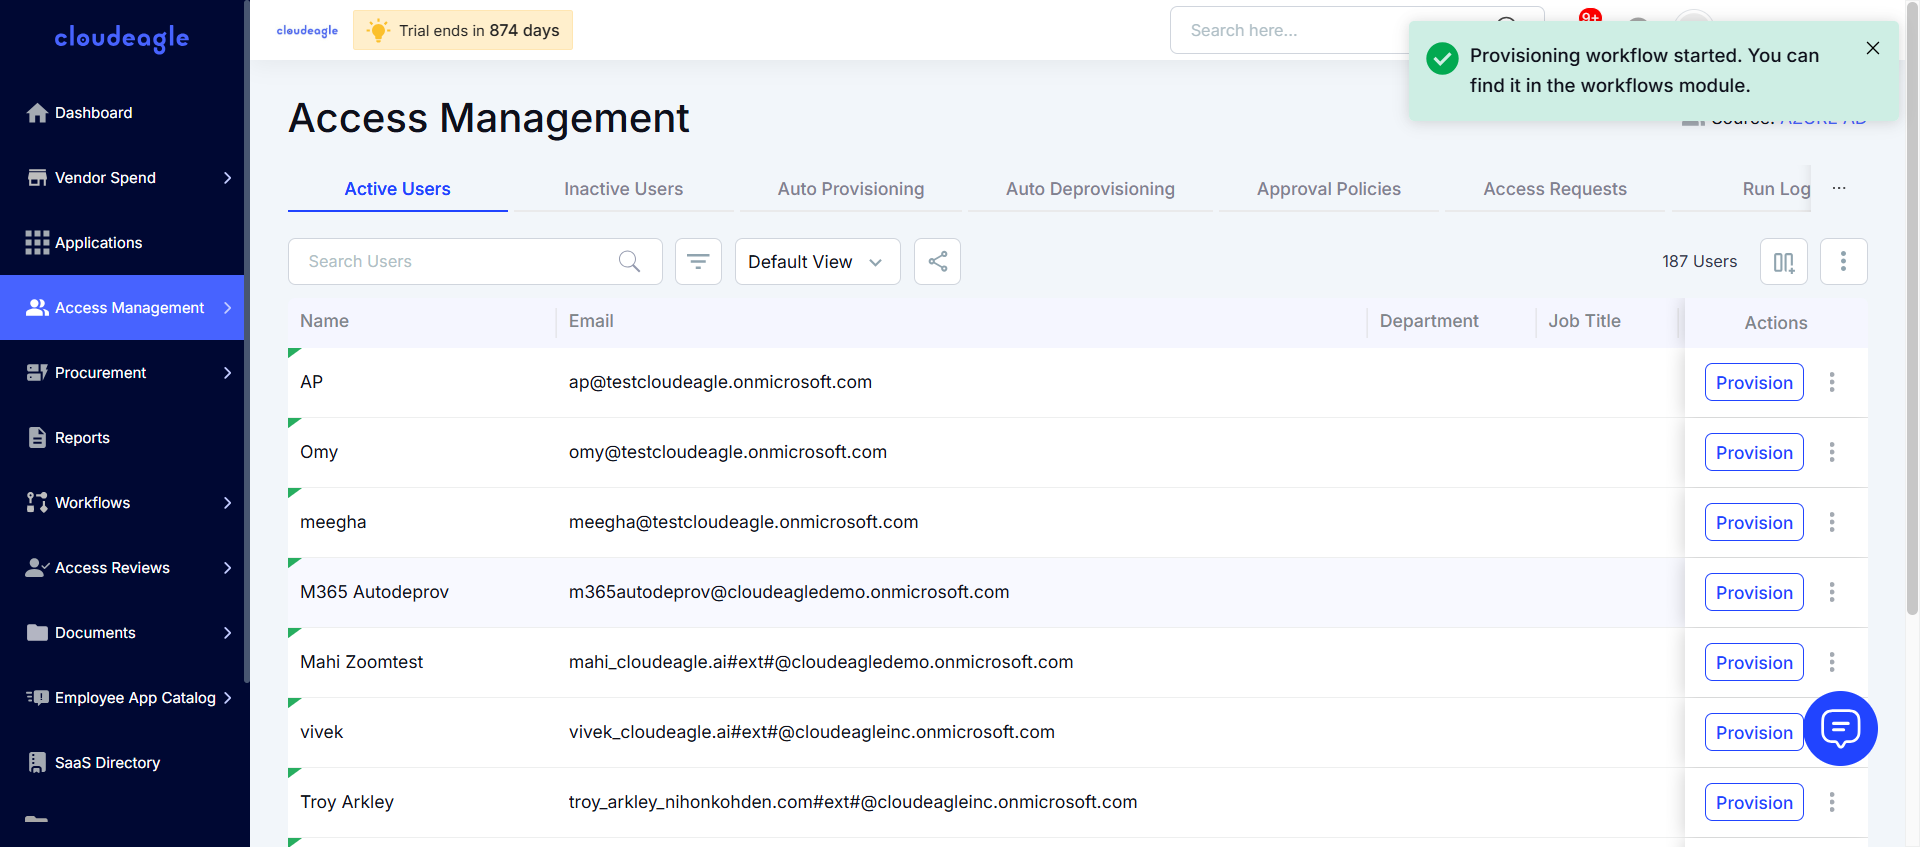 cloudeagle
Dashboard
Vendor Spend
Applications
Access Management
Procurement
Reports
Workflows
Access Reviews
Documents
Employee App Catalog
SaaS Directory
cloudeagle
Trial ends in 874 days
Search here...
9+
Provisioning workflow started. You can
find it in the workflows module.
Access Management
Source: AZURE AD
Active Users
Inactive Users
Auto Provisioning
Auto Deprovisioning
Approval Policies
Access Requests
Run Log
Search Users
Default View
187 Users
Name
Email
Department
Job Title
Actions
AP
ap@testcloudeagle.onmicrosoft.com
Provision
Omy
omy@testcloudeagle.onmicrosoft.com
Provision
meegha
meegha@testcloudeagle.onmicrosoft.com
Provision
M365 Autodeprov
m365autodeprov@cloudeagledemo.onmicrosoft.com
Provision
Mahi Zoomtest
mahi_cloudeagle.ai#ext#@cloudeagledemo.onmicrosoft.com
Provision
vivek
vivek_cloudeagle.ai#ext#@cloudeagleinc.onmicrosoft.com
Provision
Troy Arkley
troy_arkley_nihonkohden.com#ext#@cloudeagleinc.onmicrosoft.com
Provision